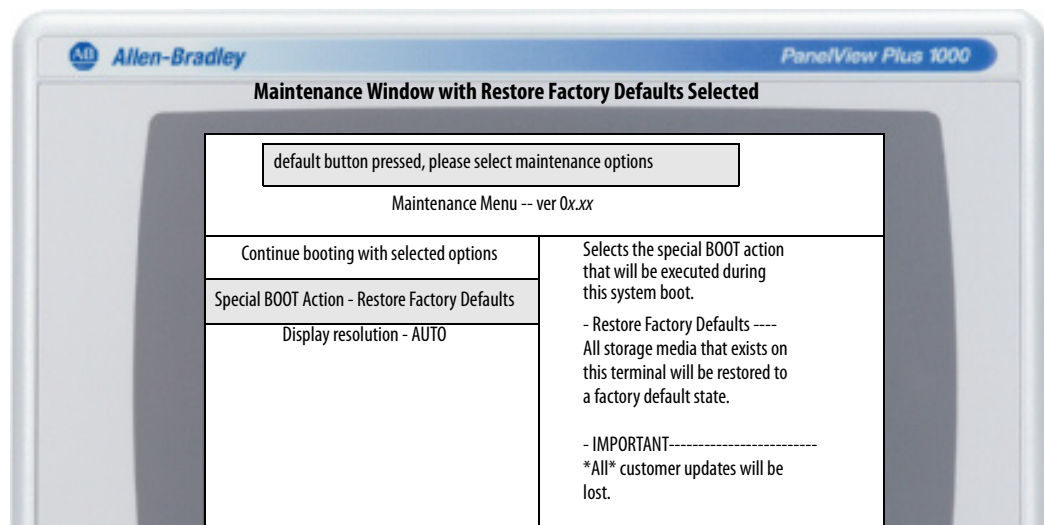 AB Allen-Bradley
PanelView Plus 1000
Maintenance Window with Restore Factory Defaults Selected
default button pressed, please select maintenance options
Maintenance Menu -- ver 0x.xx
Continue booting with selected options
Special BOOT Action - Restore Factory Defaults
Display resolution - AUTO
Selects the special BOOT action
that will be executed during
this system boot.
- Restore Factory Defaults ----
All storage media that exists on
this terminal will be restored to
a factory default state.
- IMPORTANT-------------------------
*All* customer updates will be
lost.